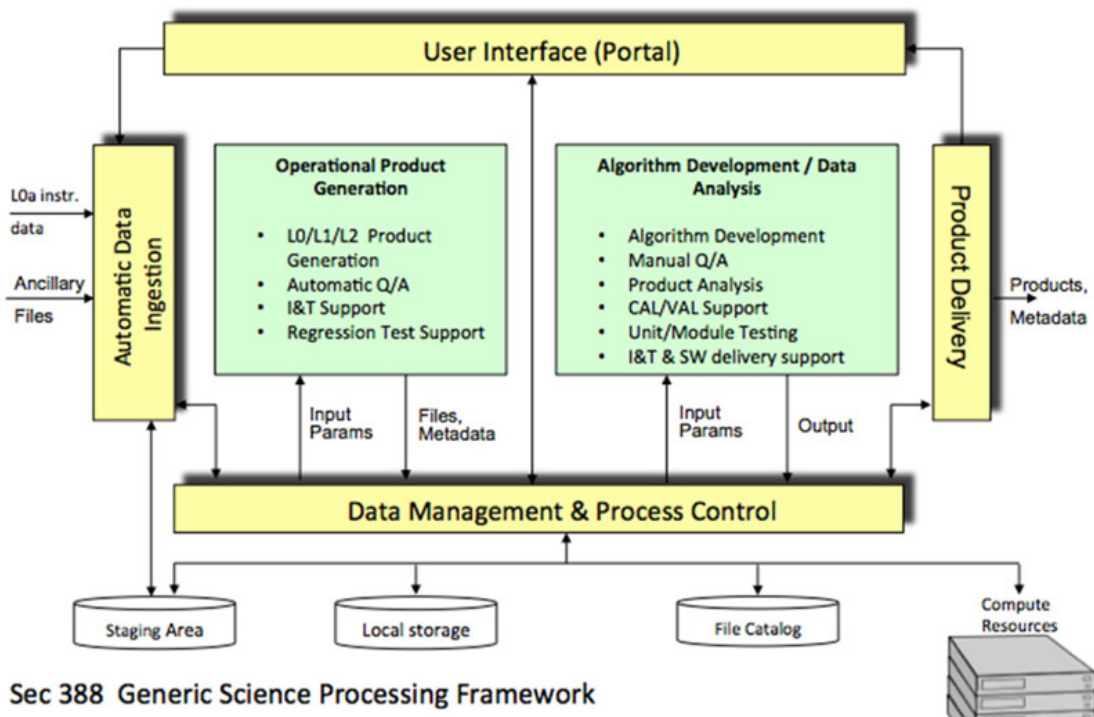 User Interface (Portal)
L0a instr.
data
Ancillary
Files
Automatic Data
Ingestion
Operational Product
Generation
• L0/L1/L2 Product
Generation
• Automatic Q/A
• I&T Support
• Regression Test Support
Algorithm Development / Data
Analysis
• Algorithm Development
• Manual Q/A
• Product Analysis
• CAL/VAL Support
• Unit/Module Testing
• I&T & SW delivery support
Product Delivery
Products,
Metadata
Input
Params
Files,
Metadata
Input
Params
Output
Data Management & Process Control
Staging Area
Local storage
File Catalog
Compute
Resources
Sec 388 Generic Science Processing Framework